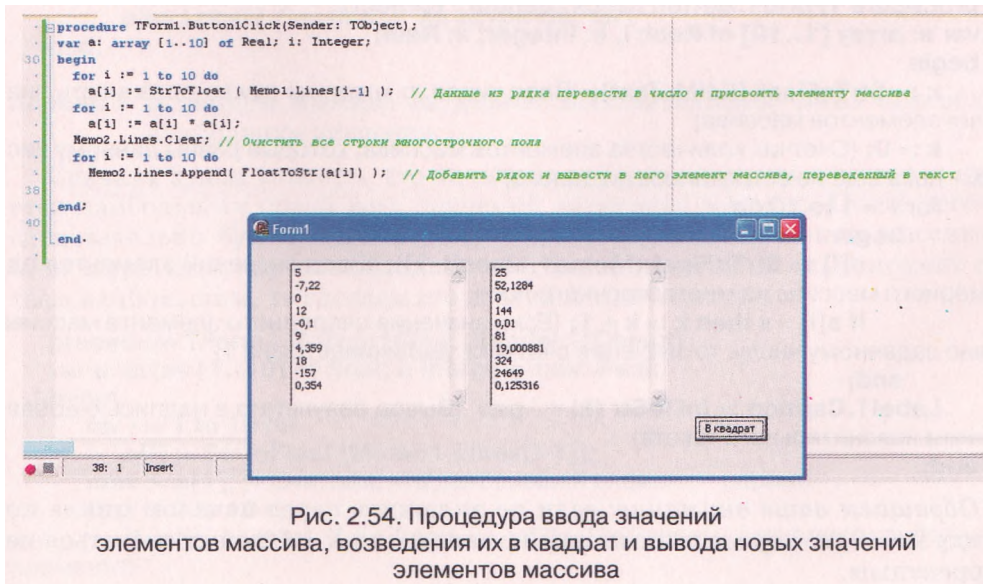 procedure TForm1.Button1Click(Sender: TObject);
var a: array [1..10] of Real; i: Integer;
30 begin
for i := 1 to 10 do
a[i] := StrToFloat ( Memo1.Lines[i-1] ); // Данные из рядка перевести в число и присвоить элементу массива
for i := 1 to 10 do
a[i] := a[i] * a[i];
Memo2.Lines.Clear; // Очистить все строки многострочного поля
for i := 1 to 10 do
Memo2.Lines.Append( FloatToStr(a[i]) ); // Добавить рядок и вывести в него элемент массива, переведенный в текст
38
end;
40
end.
Form1
5
-7,22
0
12
-0,1
9
4,359
18
-157
0,354
25
52,1284
0
144
0,01
81
19,000881
324
24649
0,125316
В квадрат
38: 1 Insert
Рис. 2.54. Процедура ввода значений
элементов массива, возведения их в квадрат и вывода новых значений
элементов массива